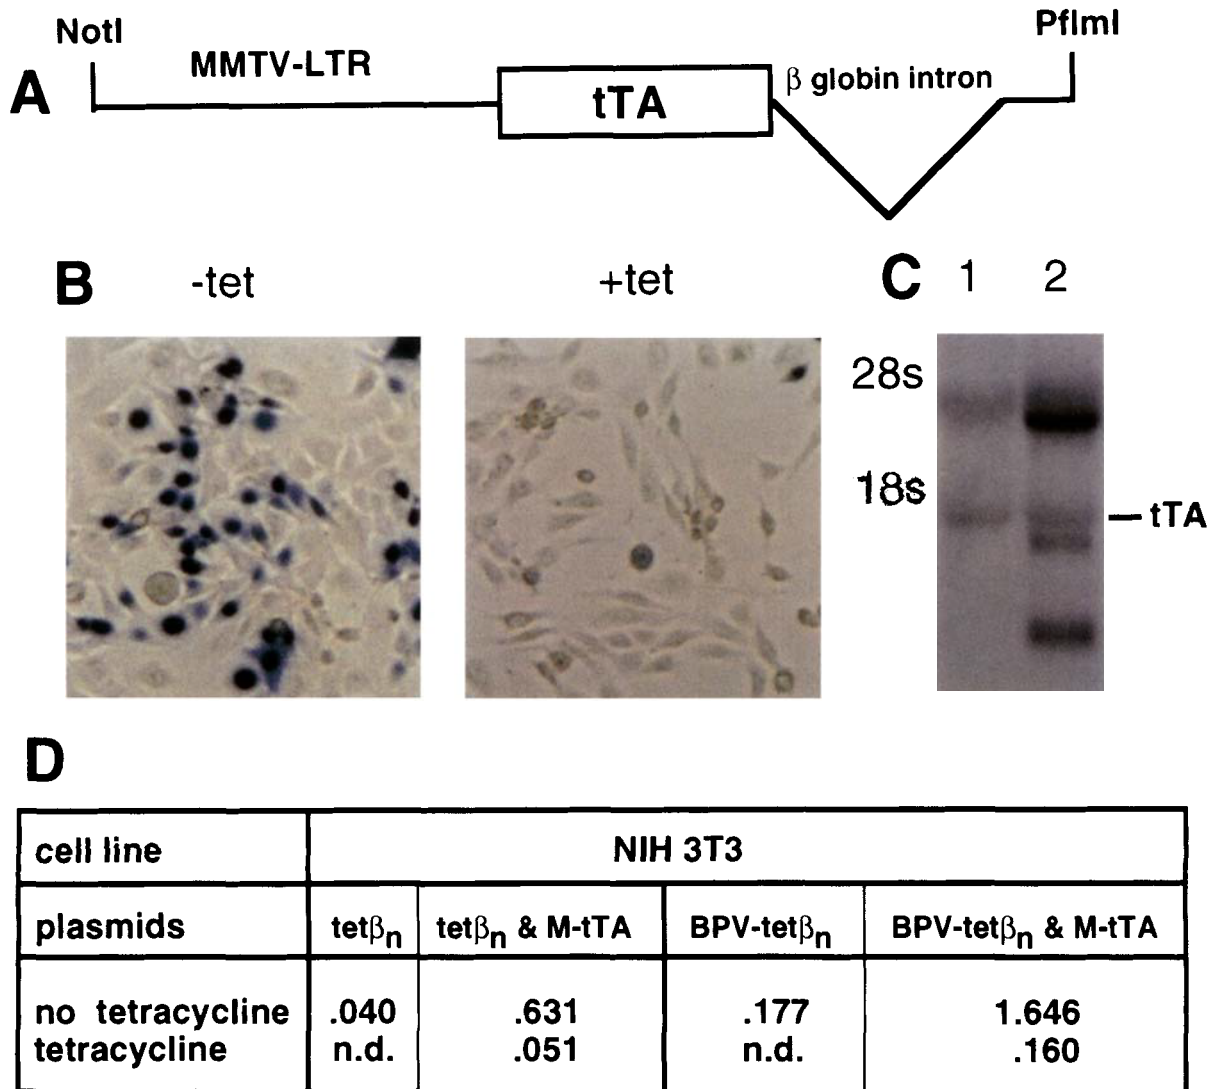 NotI
PflmI
A
MMTV-LTR
tTA
β globin intron
B
-tet
+tet
C
1
2
28s
18s
tTA
D
cell line
NIH 3T3
plasmids
tetβn
tetβn & M-tTA
BPV-tetβn
BPV-tetβn & M-tTA
no tetracycline
.040
.631
.177
1.646
tetracycline
n.d.
.051
n.d.
.160